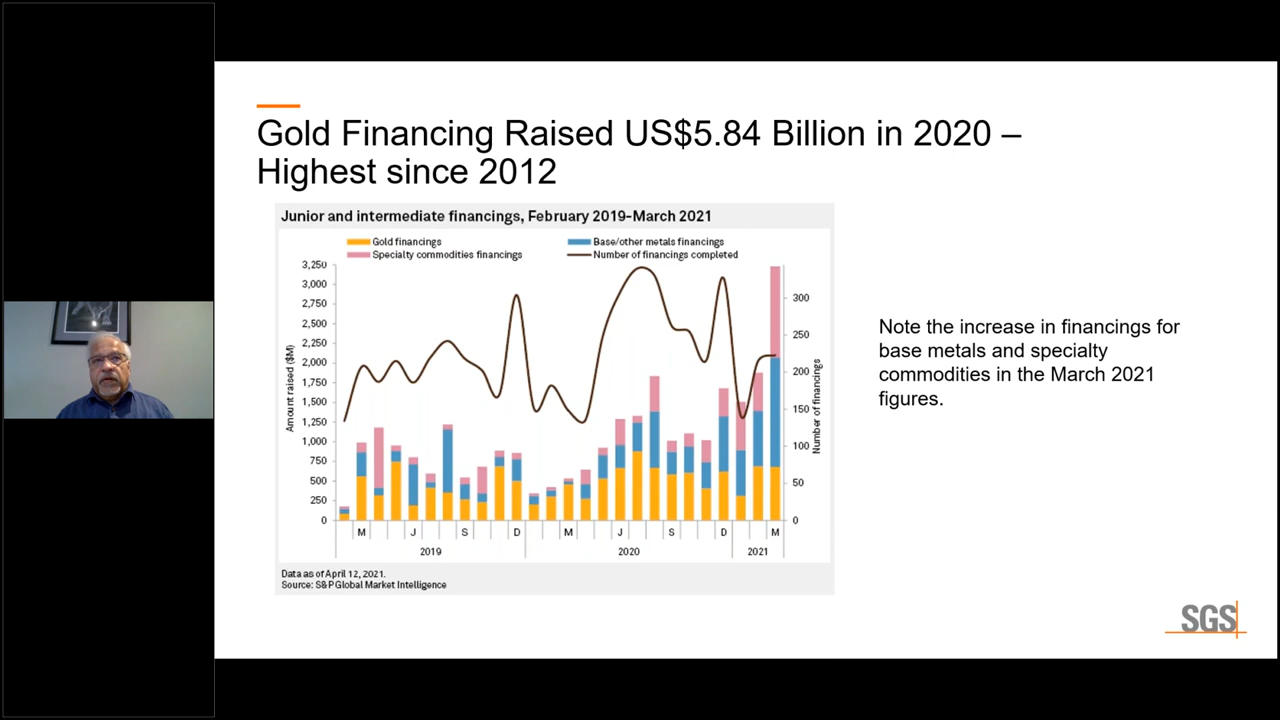 Gold Financing Raised US$5.84 Billion in 2020 –
Highest since 2012
Junior and intermediate financings, February 2019-March 2021
Gold financings
Base/other metals financings
Specialty commodities financings
Number of financings completed
Amount raised ($M)
3,250
3,000
2,750
2,500
2,250
2,000
1,750
1,500
1,250
1,000
750
500
250
0
300
250
200
150
100
50
0
Number of financings
M J S D M J S D M
2019 2020 2021
Data as of April 12, 2021.
Source: S&P Global Market Intelligence
Note the increase in financings for
base metals and specialty
commodities in the March 2021
figures.
SGS